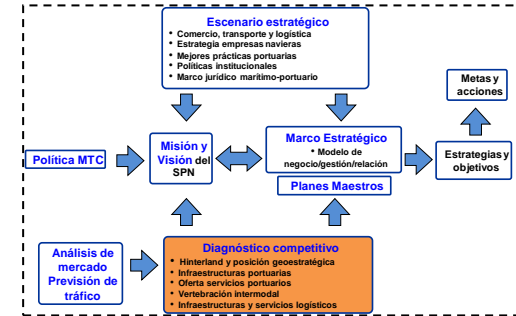 Escenario estratégico
• Comercio, transporte y logística
• Estrategia empresas navieras
• Mejores prácticas portuarias
• Políticas institucionales
• Marco jurídico marítimo-portuario
Metas y
acciones
Política MTC
Misión y
Visión del
SPN
Marco Estratégico
• Modelo de
negocio/gestión/relación
Planes Maestros
Estrategias y
objetivos
Análisis de
mercado
Previsión de
tráfico
Diagnóstico competitivo
• Hinterland y posición geoestratégica
• Infraestructuras portuarias
• Oferta servicios portuarios
• Vertebración intermodal
• Infraestructuras y servicios logísticos